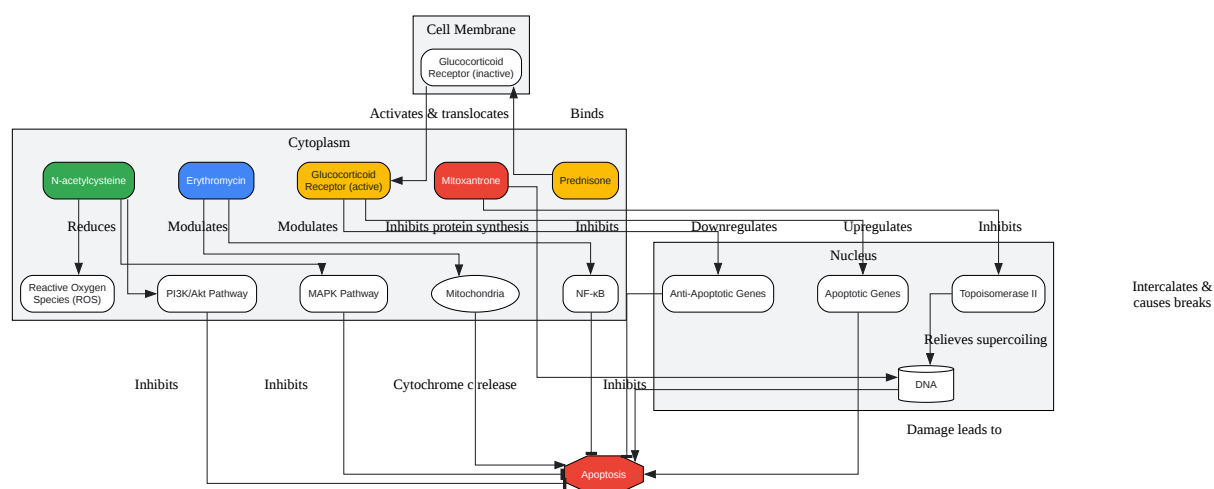 Cell Membrane
Glucocorticoid
Receptor (inactive)
Activates & translocates
Binds
Cytoplasm
N-acetylcysteine
Erythromycin
Glucocorticoid
Receptor (active)
Mitoxantrone
Prednisone
Reduces
Modulates
Modulates
Inhibits protein synthesis
Inhibits
Downregulates
Upregulates
Inhibits
Nucleus
Reactive Oxygen
Species (ROS)
PI3K/Akt Pathway
MAPK Pathway
Mitochondria
NF-κB
Anti-Apoptotic Genes
Apoptotic Genes
Topoisomerase II
Intercalates &
causes breaks
Relieves supercoiling
Inhibits
Inhibits
Cytochrome c release
Inhibits
DNA
Damage leads to
Apoptosis